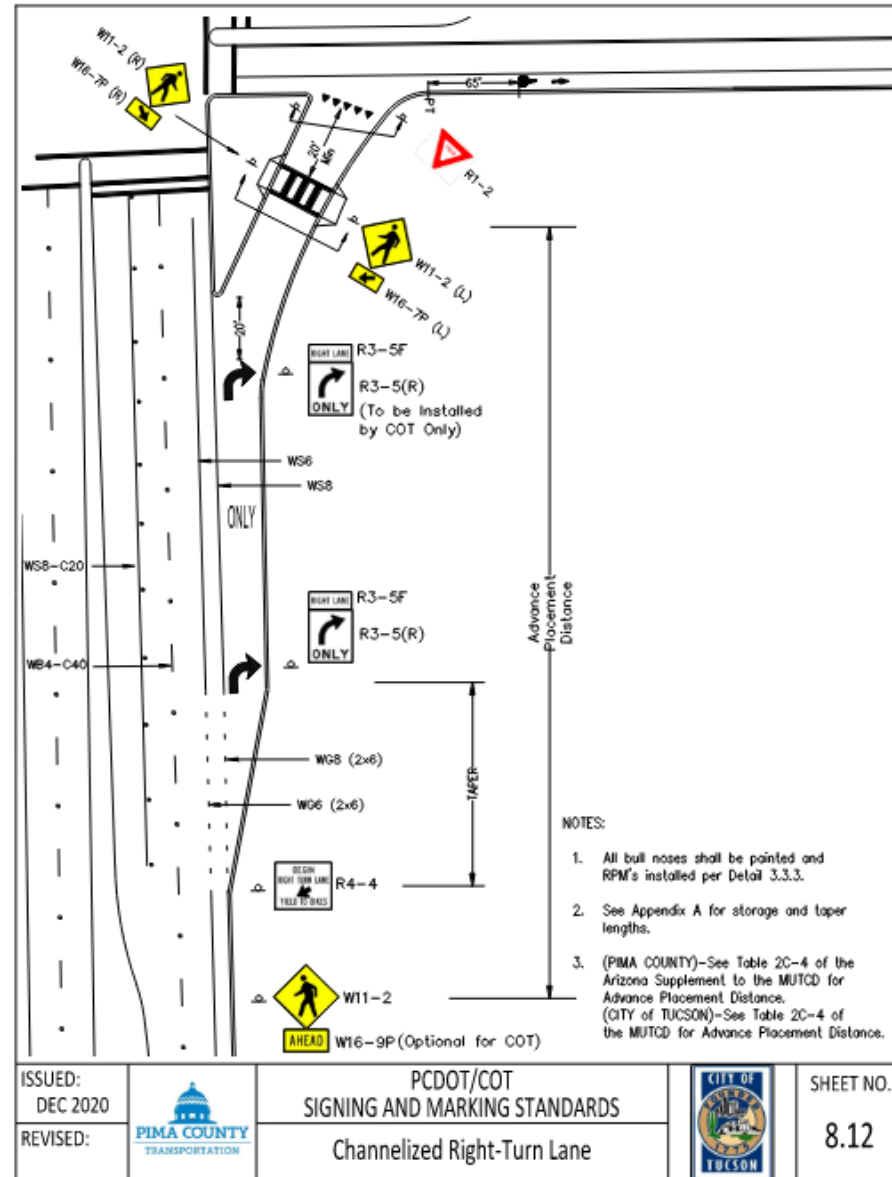 W11-2 (R)
W16-7P (R)
65'
PT
20'
Min
R1-2
W11-2 (L)
W16-7P (L)
20'
RIGHT LANE
R3-5F
ONLY
R3-5(R)
(To be Installed
by COT Only)
WS6
WS8
ONLY
WS8-C20
RIGHT LANE
R3-5F
ONLY
R3-5(R)
WB4-C40
Advance
Placement
Distance
WG8 (2x6)
TAPER
WG6 (2x6)
BEGIN
RIGHT TURN LANE
YIELD TO BIKES
R4-4
W11-2
AHEAD
W16-9P (Optional for COT)
NOTES:
1. All bull noses shall be painted and
RPM's installed per Detail 3.3.3.
2. See Appendix A for storage and taper
lengths.
3. (PIMA COUNTY)-See Table 2C-4 of the
Arizona Supplement to the MUTCD for
Advance Placement Distance.
(CITY of TUCSON)-See Table 2C-4 of
the MUTCD for Advance Placement Distance.
ISSUED:
DEC 2020
REVISED:
PIMA COUNTY
TRANSPORTATION
PCDOT/COT
SIGNING AND MARKING STANDARDS
Channelized Right-Turn Lane
CITY OF
TUCSON
SHEET NO.
8.12